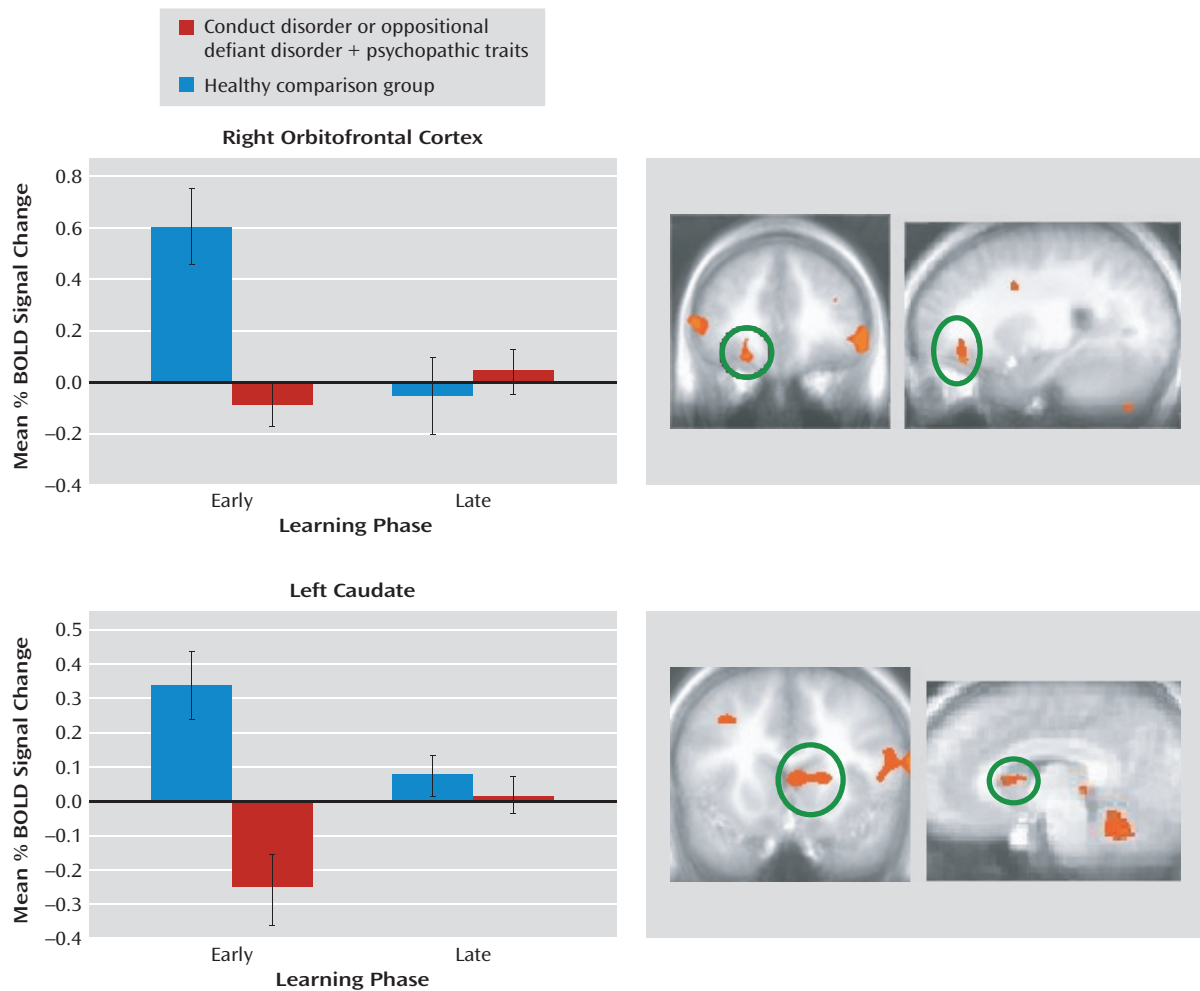 Conduct disorder or oppositional
defiant disorder + psychopathic traits
Healthy comparison group
Right Orbitofrontal Cortex
Mean % BOLD Signal Change
0.8
0.6
0.4
0.2
0.0
–0.2
–0.4
Early
Late
Learning Phase
Left Caudate
Mean % BOLD Signal Change
0.5
0.4
0.3
0.2
0.1
0.0
–0.1
–0.2
–0.3
–0.4
Early
Late
Learning Phase